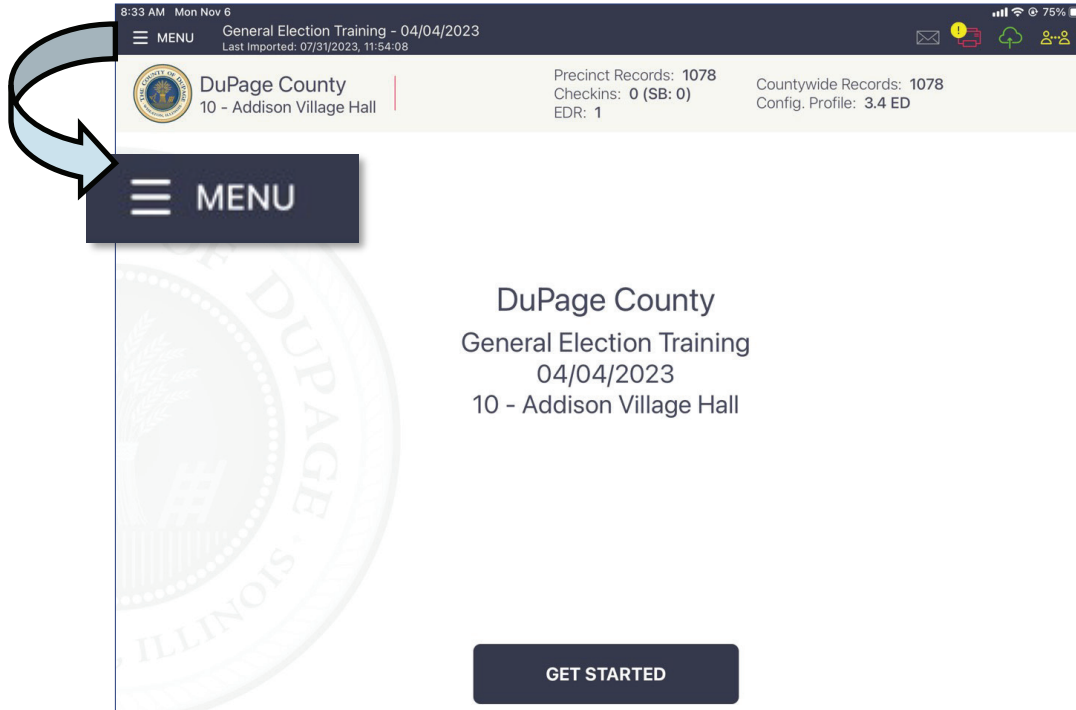 8:33 AM Mon Nov 6
75%
MENU
General Election Training - 04/04/2023
Last Imported: 07/31/2023, 11:54:08
!
DuPage County
10 - Addison Village Hall
Precinct Records: 1078
Checkins: 0 (SB: 0)
EDR: 1
Countywide Records: 1078
Config. Profile: 3.4 ED
MENU
OF DUPAGE
ILLINOIS
DuPage County
General Election Training
04/04/2023
10 - Addison Village Hall
GET STARTED